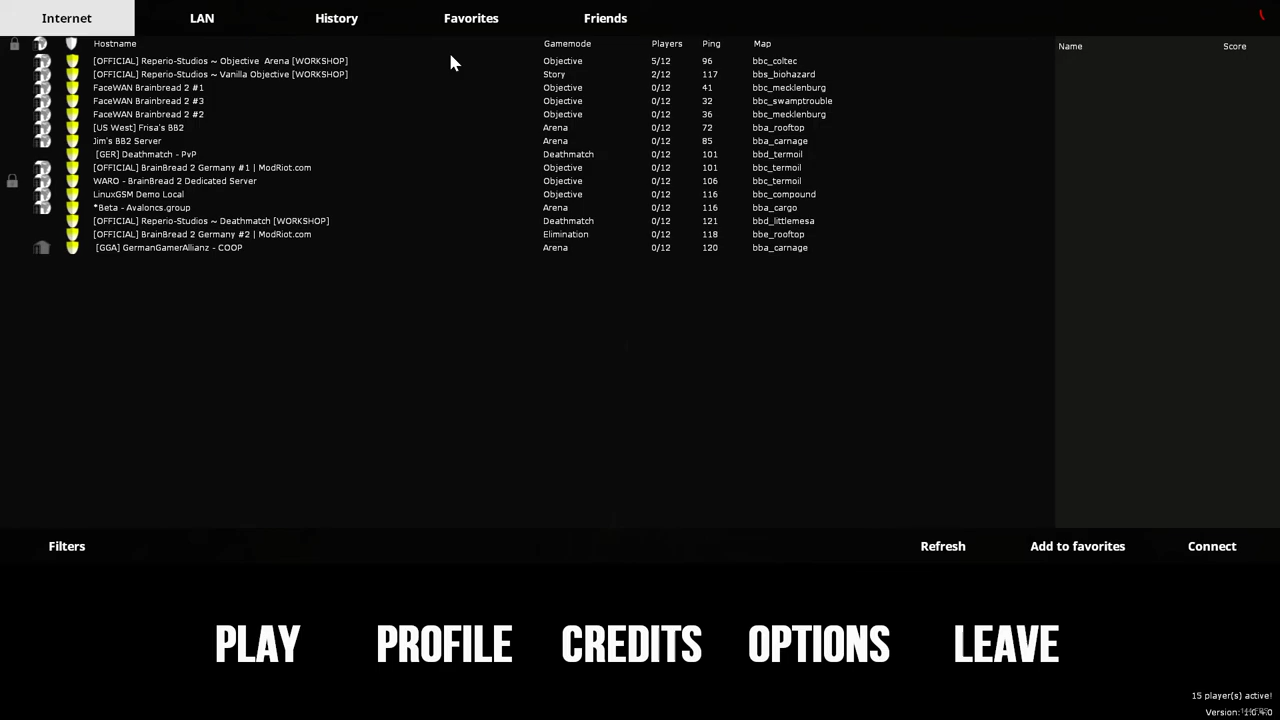 Internet LAN History Favorites Friends
Hostname Gamemode Players Ping Map Name Score
[OFFICIAL] Reperio-Studios ~ Objective Arena [WORKSHOP] Objective 5/12 96 bbc_coltec
[OFFICIAL] Reperio-Studios ~ Vanilla Objective [WORKSHOP] Story 2/12 117 bbs_biohazard
FaceWAN Brainbread 2 #1 Objective 0/12 41 bbc_mecklenburg
FaceWAN Brainbread 2 #3 Objective 0/12 32 bbc_swamptrouble
FaceWAN Brainbread 2 #2 Objective 0/12 36 bbc_mecklenburg
[US West] Frisa's BB2 Arena 0/12 72 bba_rooftop
Jim's BB2 Server Arena 0/12 85 bba_carnage
[GER] Deathmatch - PvP Deathmatch 0/12 101 bbd_termoil
[OFFICIAL] BrainBread 2 Germany #1 | ModRiot.com Objective 0/12 101 bbc_termoil
WARO - BrainBread 2 Dedicated Server Objective 0/12 106 bbc_termoil
LinuxGSM Demo Local Objective 0/12 116 bbc_compound
*Beta - Avaloncs.group Arena 0/12 116 bba_cargo
[OFFICIAL] Reperio-Studios ~ Deathmatch [WORKSHOP] Deathmatch 0/12 121 bbd_littlemesa
[OFFICIAL] BrainBread 2 Germany #2 | ModRiot.com Elimination 0/12 118 bbe_rooftop
[GGA] GermanGamerAllianz - COOP Arena 0/12 120 bba_carnage
Filters Refresh Add to favorites Connect
PLAY PROFILE CREDITS OPTIONS LEAVE
15 player(s) active!
Version: